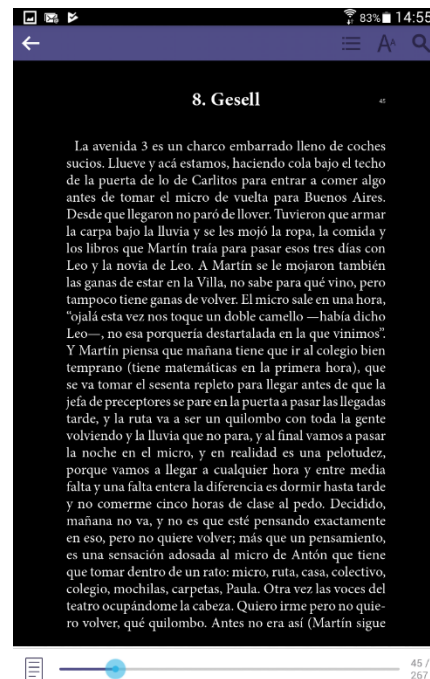 83% 14:55
8. Gesell
45
La avenida 3 es un charco embarrado lleno de coches
sucios. Llueve y acá estamos, haciendo cola bajo el techo
de la puerta de lo de Carlitos para entrar a comer algo
antes de tomar el micro de vuelta para Buenos Aires.
Desde que llegaron no paró de llover. Tuvieron que armar
la carpa bajo la lluvia y se les mojó la ropa, la comida y
los libros que Martín traía para pasar esos tres días con
Leo y la novia de Leo. A Martín se le mojaron también
las ganas de estar en la Villa, no sabe para qué vino, pero
tampoco tiene ganas de volver. El micro sale en una hora,
“ojalá esta vez nos toque un doble camello —había dicho
Leo—, no esa porquería destartalada en la que vinimos”.
Y Martín piensa que mañana tiene que ir al colegio bien
temprano (tiene matemáticas en la primera hora), que
se va tomar el sesenta repleto para llegar antes de que la
jefa de preceptores se pare en la puerta a pasar las llegadas
tarde, y la ruta va a ser un quilombo con toda la gente
volviendo y la lluvia que no para, y al final vamos a pasar
la noche en el micro, y en realidad es una pelotudez,
porque vamos a llegar a cualquier hora y entre media
falta y una falta entera la diferencia es dormir hasta tarde
y no comerme cinco horas de clase al pedo. Decidido,
mañana no va, y no es que esté pensando exactamente
en eso, pero no quiere volver; más que un pensamiento,
es una sensación adosada al micro de Antón que tiene
que tomar dentro de un rato: micro, ruta, casa, colectivo,
colegio, mochilas, carpetas, Paula. Otra vez las voces del
teatro ocupándome la cabeza. Quiero irme pero no quie-
ro volver, qué quilombo. Antes no era así (Martín sigue
45 /
267